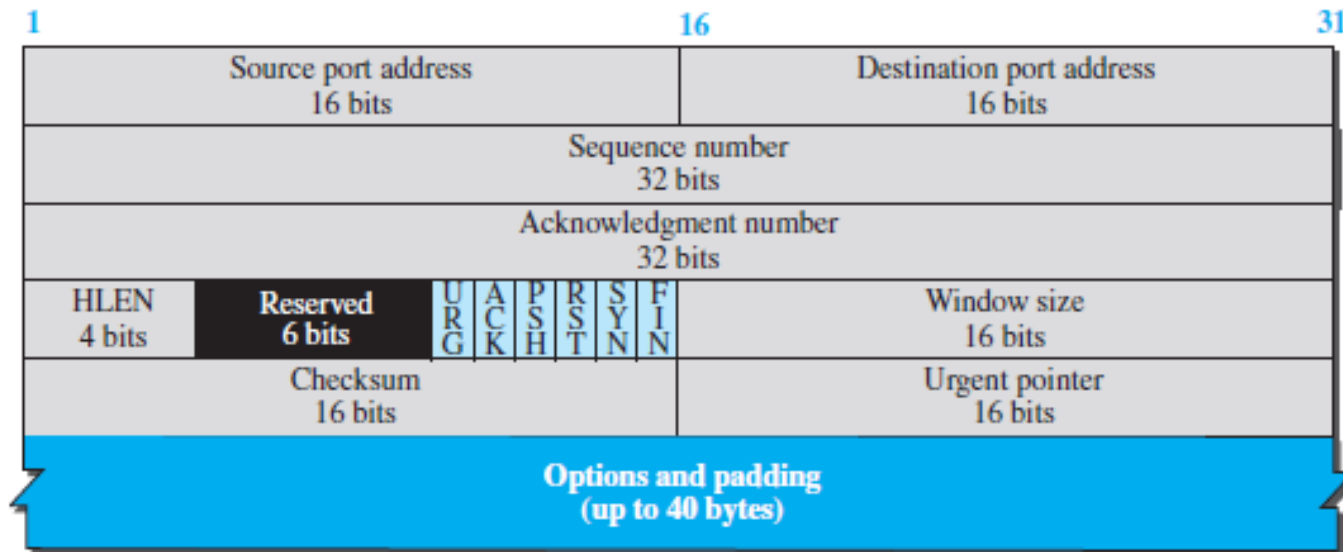 1 16 31
Source port address Destination port address
16 bits 16 bits
Sequence number
32 bits
Acknowledgment number
32 bits
HLEN Reserved URG ACK PSH RST SYN FIN Window size
4 bits 6 bits 16 bits
Checksum Urgent pointer
16 bits 16 bits
Options and padding
(up to 40 bytes)